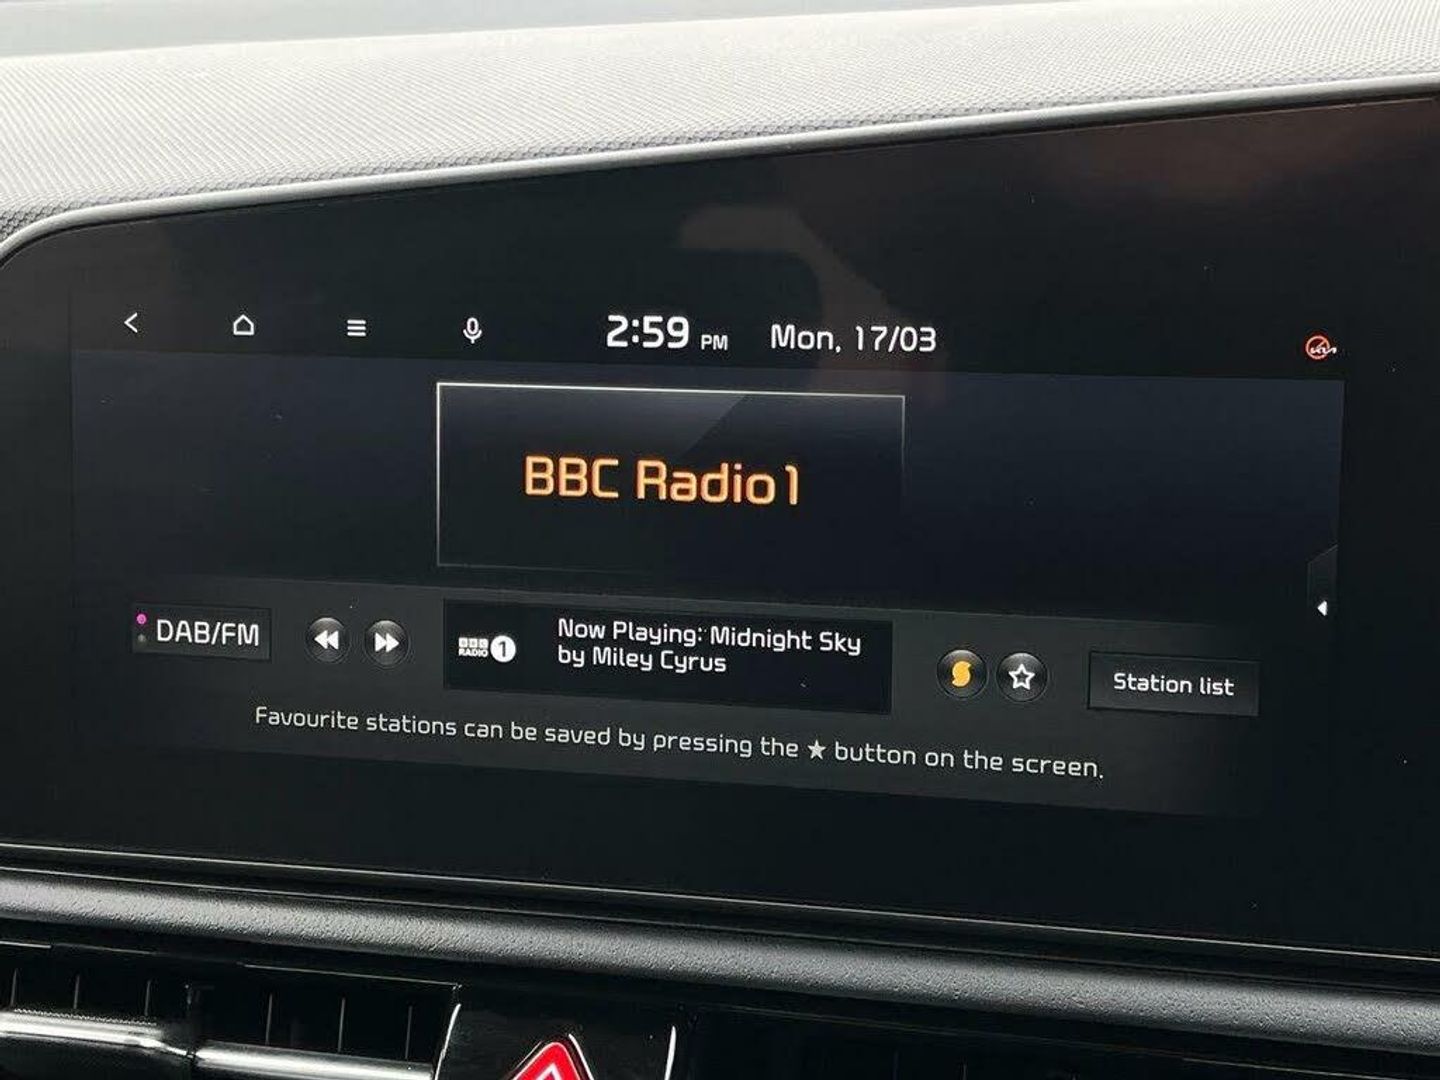 2:59 PM Mon, 17/03
BBC Radio1
DAB/FM
BBC
RADIO 1
Now Playing: Midnight Sky
by Miley Cyrus
Station list
Favourite stations can be saved by pressing the ★ button on the screen.